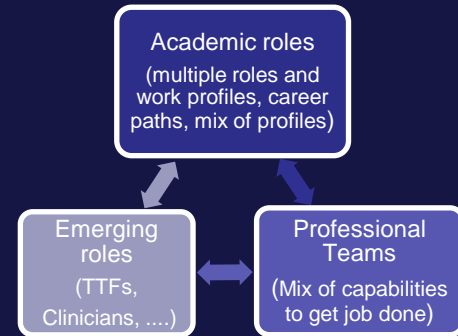 Academic roles
(multiple roles and
work profiles, career
paths, mix of profiles)
Emerging
roles
(TTFs,
Clinicians, ....)
Professional
Teams
(Mix of capabilities
to get job done)